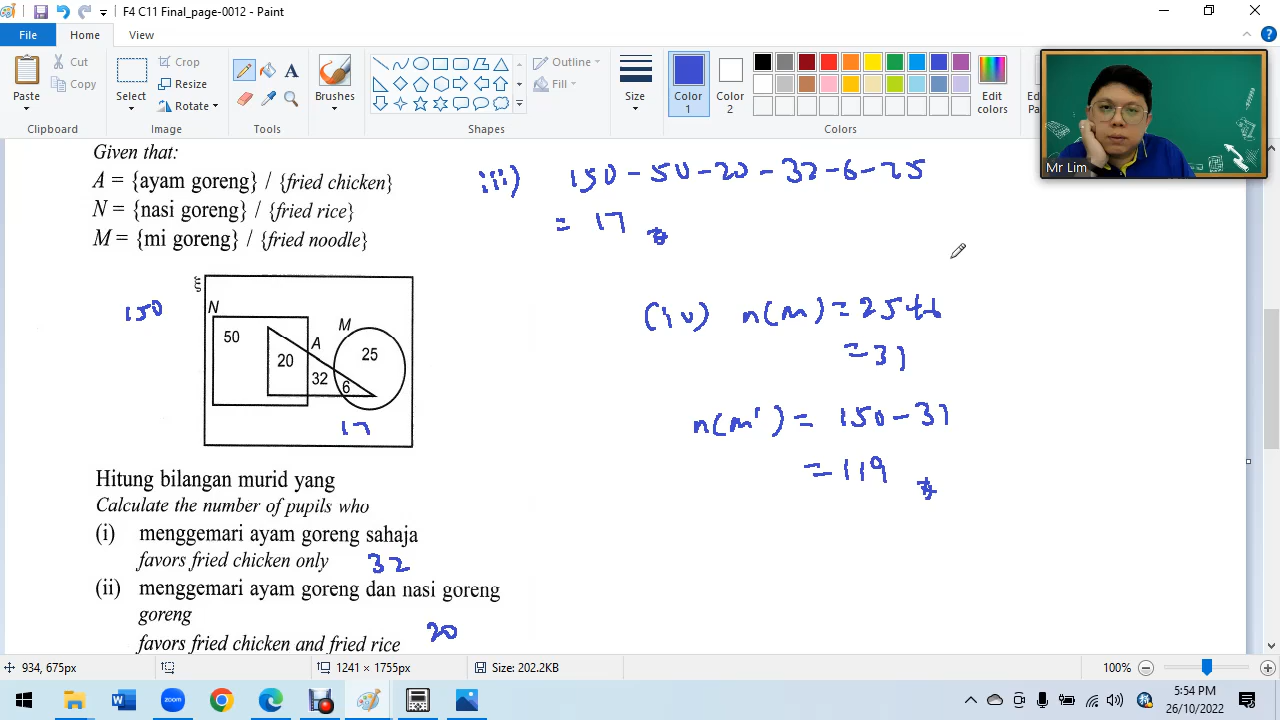 F4 C11 Final_page-0012 - Paint
File
Home
View
Paste
Cut
Copy
Clipboard
Select
Crop
Resize
Rotate
Image
A
Tools
Brushes
Shapes
Outline
Fill
Size
Color 1
Color 2
Colors
Edit colors
Mr Lim
Given that:
A = {ayam goreng} / {fried chicken}
N = {nasi goreng} / {fried rice}
M = {mi goreng} / {fried noodle}
iii) 150 - 50 - 20 - 32 - 6 - 25
= 17
150
ξ
N
50
A
M
20
32
6
25
17
(iv) n(M) = 25+6
= 31
n(M') = 150 - 31
= 119
Hitung bilangan murid yang
Calculate the number of pupils who
(i) menggemari ayam goreng sahaja
favors fried chicken only 32
(ii) menggemari ayam goreng dan nasi goreng
goreng
favors fried chicken and fried rice 20
934, 675px
1241 × 1755px
Size: 202.2KB
100%
zoom
5:54 PM
26/10/2022